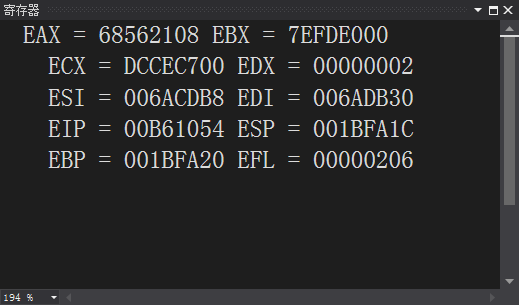 寄存器
EAX = 68562108 EBX = 7EFDE000
ECX = DCCEC700 EDX = 00000002
ESI = 006ACDB8 EDI = 006ADB30
EIP = 00B61054 ESP = 001BFA1C
EBP = 001BFA20 EFL = 00000206
194 %